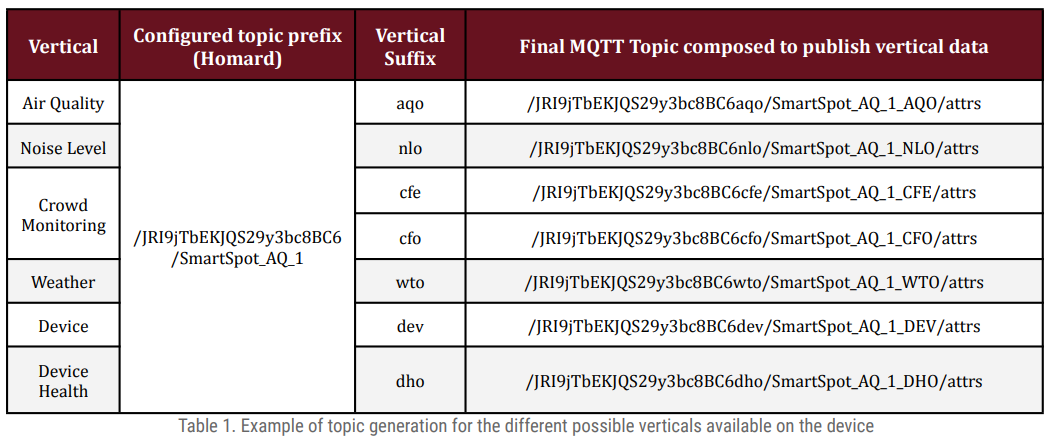 Vertical
Configured topic prefix
(Homard)
Vertical
Suffix
Final MQTT Topic composed to publish vertical data
Air Quality
/JRI9jTbEKJQS29y3bc8BC6
/SmartSpot_AQ_1
aqo
/JRI9jTbEKJQS29y3bc8BC6aqo/SmartSpot_AQ_1_AQO/attrs
Noise Level
nlo
/JRI9jTbEKJQS29y3bc8BC6nlo/SmartSpot_AQ_1_NLO/attrs
Crowd
Monitoring
cfe
/JRI9jTbEKJQS29y3bc8BC6cfe/SmartSpot_AQ_1_CFE/attrs
cfo
/JRI9jTbEKJQS29y3bc8BC6cfo/SmartSpot_AQ_1_CFO/attrs
Weather
wto
/JRI9jTbEKJQS29y3bc8BC6wto/SmartSpot_AQ_1_WTO/attrs
Device
dev
/JRI9jTbEKJQS29y3bc8BC6dev/SmartSpot_AQ_1_DEV/attrs
Device
Health
dho
/JRI9jTbEKJQS29y3bc8BC6dho/SmartSpot_AQ_1_DHO/attrs
Table 1. Example of topic generation for the different possible verticals available on the device